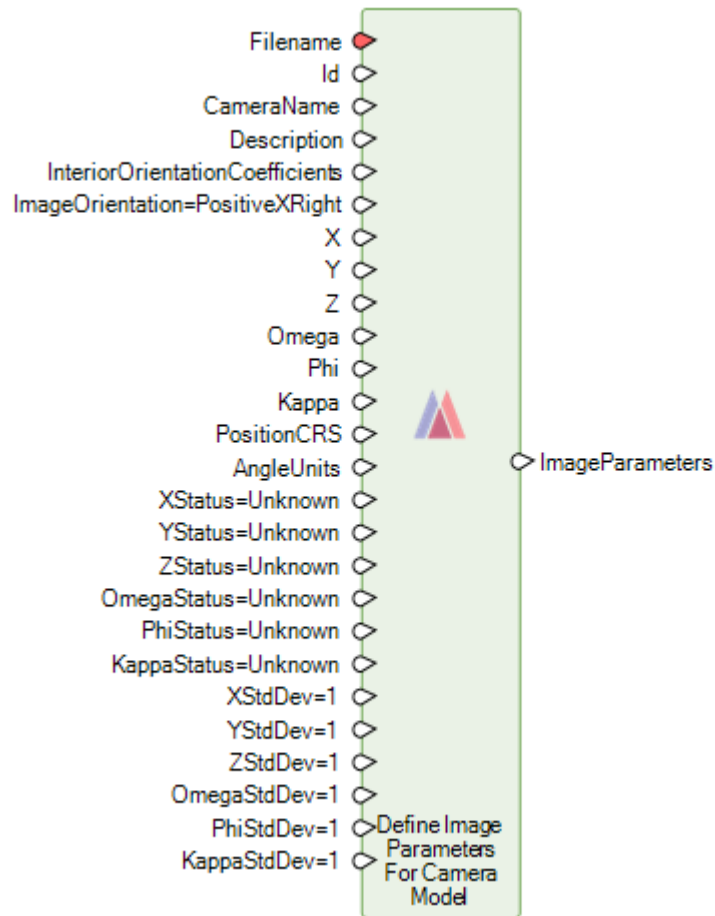 Filename
Id
CameraName
Description
InteriorOrientationCoefficients
ImageOrientation=PositiveXRight
X
Y
Z
Omega
Phi
Kappa
PositionCRS
AngleUnits
XStatus=Unknown
YStatus=Unknown
ZStatus=Unknown
OmegaStatus=Unknown
PhiStatus=Unknown
KappaStatus=Unknown
XStdDev=1
YStdDev=1
ZStdDev=1
OmegaStdDev=1
PhiStdDev=1
KappaStdDev=1
Define Image
Parameters
For Camera
Model
ImageParameters